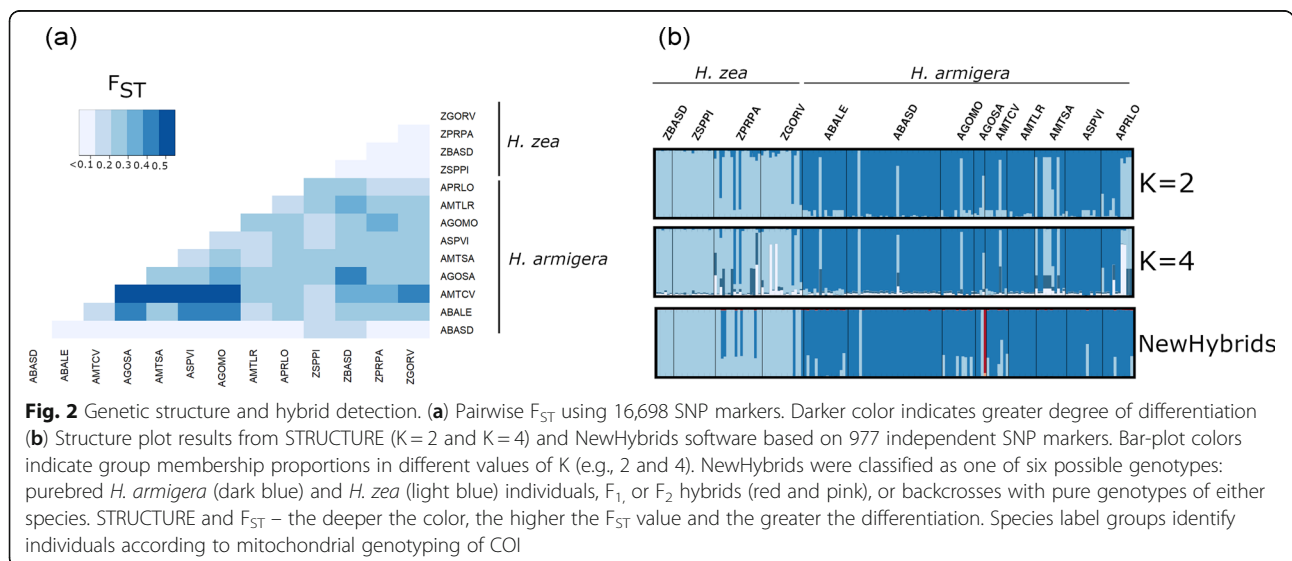 (a)
F_ST
<0.1 0.2 0.3 0.4 0.5
ZGORV
ZPRPA
ZBASD
ZSPPI
H. zea
APRLO
AMTLR
AGOMO
ASPVI
AMTSA
AGOSA
AMTCV
ABALE
ABASD
H. armigera
ABASD ABALE AMTCV AGOSA AMTSA ASPVI AGOMO AMTLR APRLO ZSPPI ZBASD ZPRPA ZGORV
(b)
H. zea H. armigera
ZBASD ZSPPI ZPRPA ZGORV ABALE ABASD AGOMO AGOSA AMTCV AMTLR AMTSA ASPVI APRLO
K=2
K=4
NewHybrids
Fig. 2 Genetic structure and hybrid detection. (a) Pairwise F_ST using 16,698 SNP markers. Darker color indicates greater degree of differentiation
(b) Structure plot results from STRUCTURE (K = 2 and K = 4) and NewHybrids software based on 977 independent SNP markers. Bar-plot colors
indicate group membership proportions in different values of K (e.g., 2 and 4). NewHybrids were classified as one of six possible genotypes:
purebred H. armigera (dark blue) and H. zea (light blue) individuals, F_1, or F_2 hybrids (red and pink), or backcrosses with pure genotypes of either
species. STRUCTURE and F_ST – the deeper the color, the higher the F_ST value and the greater the differentiation. Species label groups identify
individuals according to mitochondrial genotyping of COI